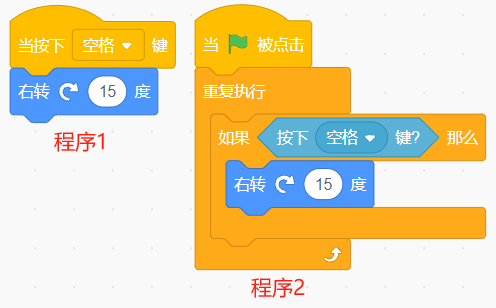 当按下 空格 键
右转 15 度
程序1
当 被点击
重复执行
如果 按下 空格 键? 那么
右转 15 度
程序2